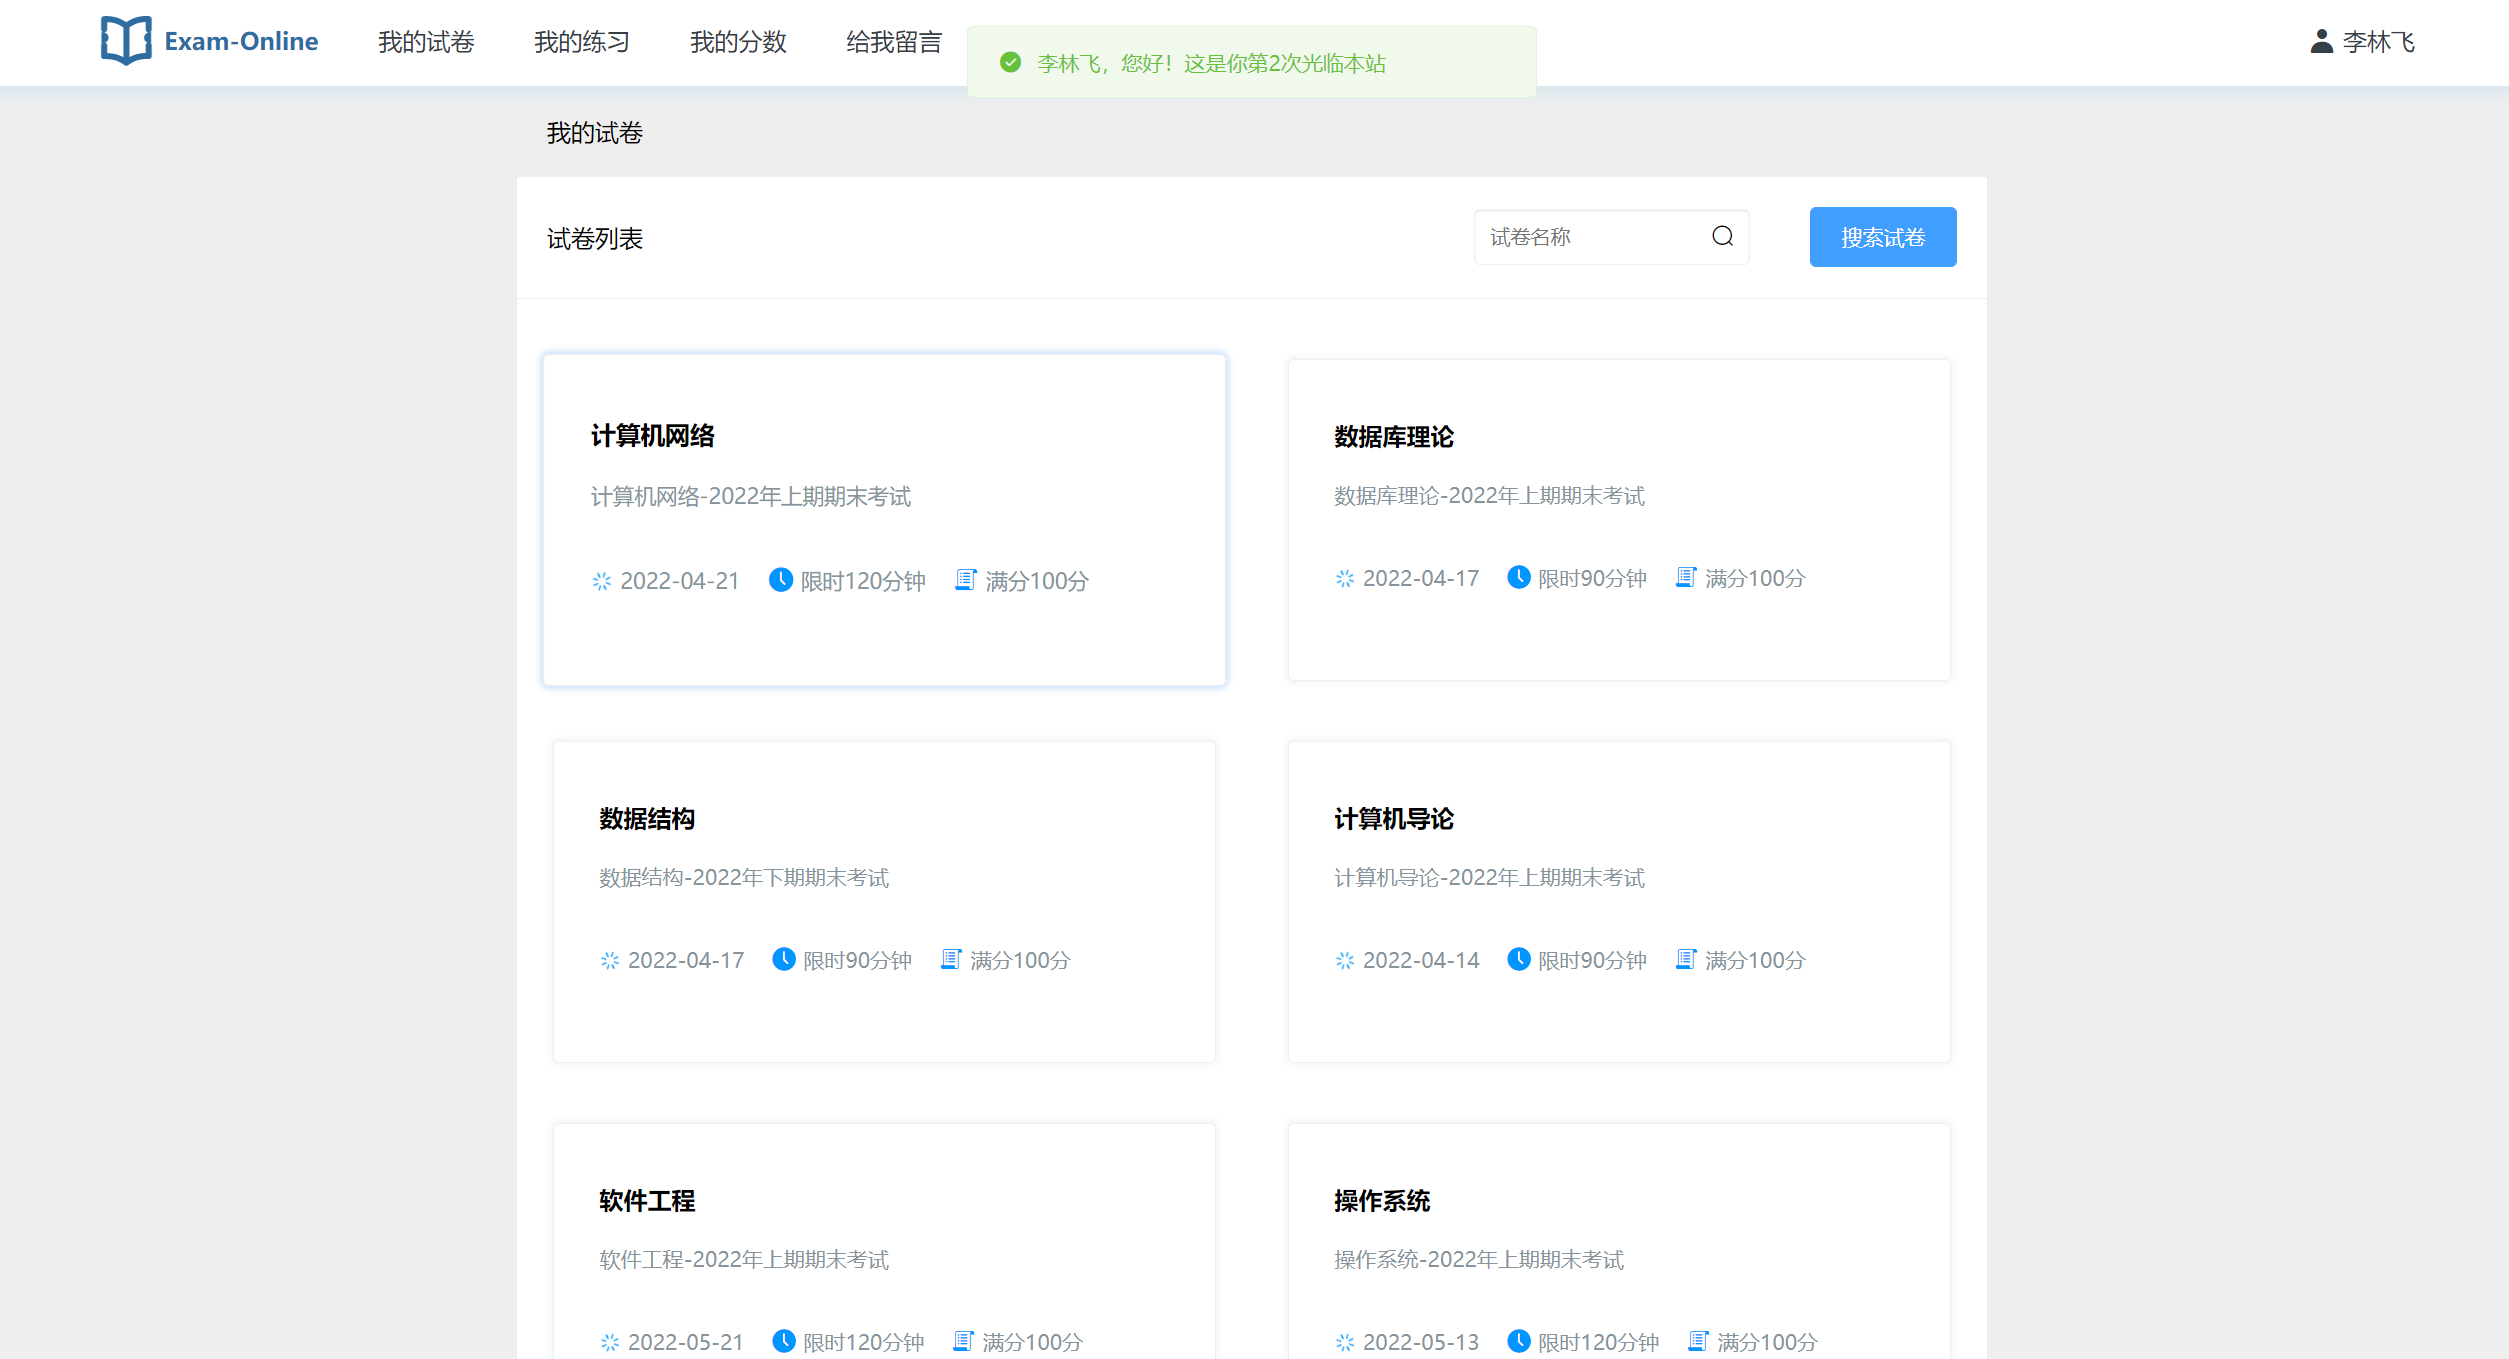 Exam-Online 我的试卷 我的练习 我的分数 给我留言 李林飞
李林飞，您好！这是你第2次光临本站
我的试卷
试卷列表 试卷名称 搜索试卷
计算机网络
计算机网络-2022年上期期末考试
2022-04-21 限时120分钟 满分100分
数据库理论
数据库理论-2022年上期期末考试
2022-04-17 限时90分钟 满分100分
数据结构
数据结构-2022年下期期末考试
2022-04-17 限时90分钟 满分100分
计算机导论
计算机导论-2022年上期期末考试
2022-04-14 限时90分钟 满分100分
软件工程
软件工程-2022年上期期末考试
2022-05-21 限时120分钟 满分100分
操作系统
操作系统-2022年上期期末考试
2022-05-13 限时120分钟 满分100分